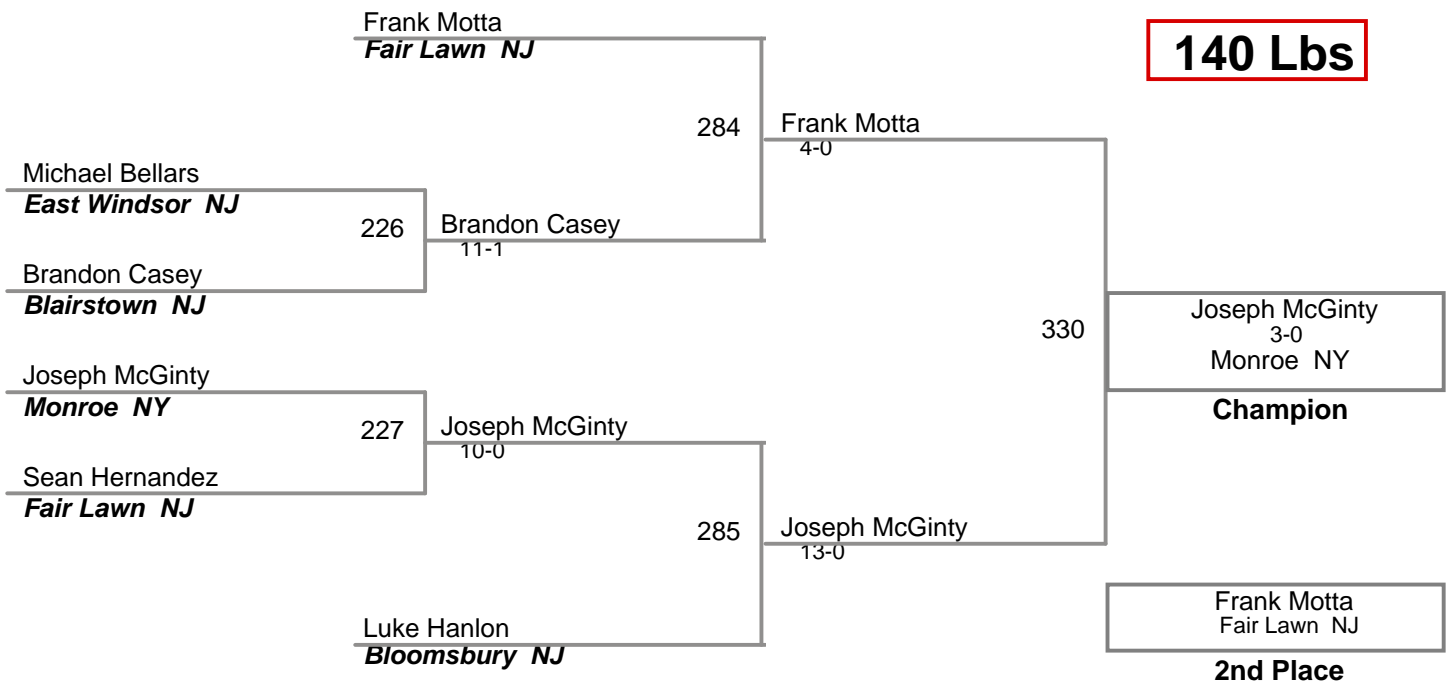 Frank Motta
Fair Lawn NJ
140 Lbs
284
Frank Motta
4-0
Michael Bellars
East Windsor NJ
226
Brandon Casey
11-1
Brandon Casey
Blairstown NJ
330
Joseph McGinty
3-0
Monroe NY
Champion
Joseph McGinty
Monroe NY
227
Joseph McGinty
10-0
Sean Hernandez
Fair Lawn NJ
285
Joseph McGinty
13-0
Luke Hanlon
Bloomsbury NJ
Frank Motta
Fair Lawn NJ
2nd Place